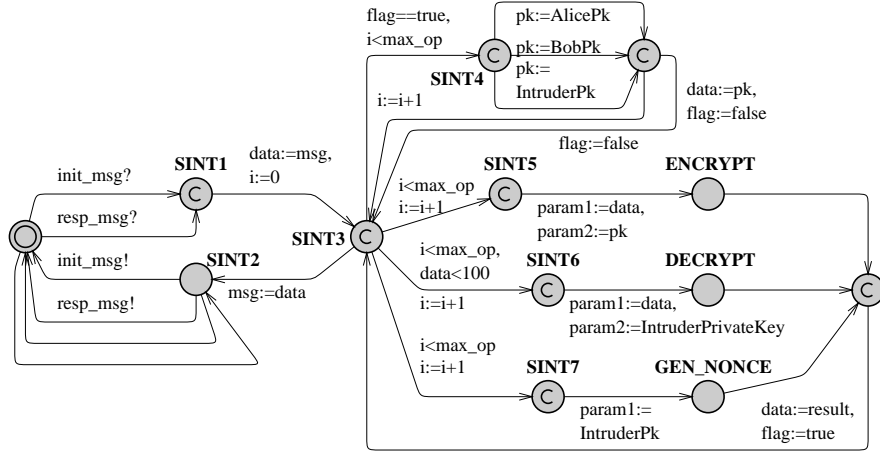 flag==true,
i<max_op
pk:=AlicePk
pk:=BobPk
pk:=
IntruderPk
SINT4
C
C
i:=i+1
data:=pk,
flag:=false
flag:=false
init_msg?
SINT1
C
data:=msg,
i:=0
resp_msg?
SINT5
ENCRYPT
i<max_op
i:=i+1
C
param1:=data,
param2:=pk
SINT3
C
init_msg!
SINT2
msg:=data
resp_msg!
i<max_op,
data<100
i:=i+1
SINT6
DECRYPT
C
C
param1:=data,
param2:=IntruderPrivateKey
i<max_op
i:=i+1
SINT7
GEN_NONCE
C
param1:=
IntruderPk
data:=result,
flag:=true